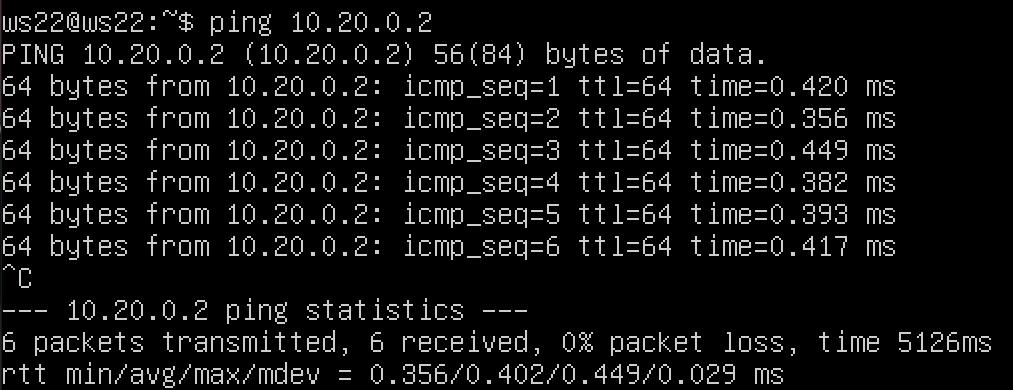 ws22@ws22:~$ ping 10.20.0.2
PING 10.20.0.2 (10.20.0.2) 56(84) bytes of data.
64 bytes from 10.20.0.2: icmp_seq=1 ttl=64 time=0.420 ms
64 bytes from 10.20.0.2: icmp_seq=2 ttl=64 time=0.356 ms
64 bytes from 10.20.0.2: icmp_seq=3 ttl=64 time=0.449 ms
64 bytes from 10.20.0.2: icmp_seq=4 ttl=64 time=0.382 ms
64 bytes from 10.20.0.2: icmp_seq=5 ttl=64 time=0.393 ms
64 bytes from 10.20.0.2: icmp_seq=6 ttl=64 time=0.417 ms
^C
--- 10.20.0.2 ping statistics ---
6 packets transmitted, 6 received, 0% packet loss, time 5126ms
rtt min/avg/max/mdev = 0.356/0.402/0.449/0.029 ms